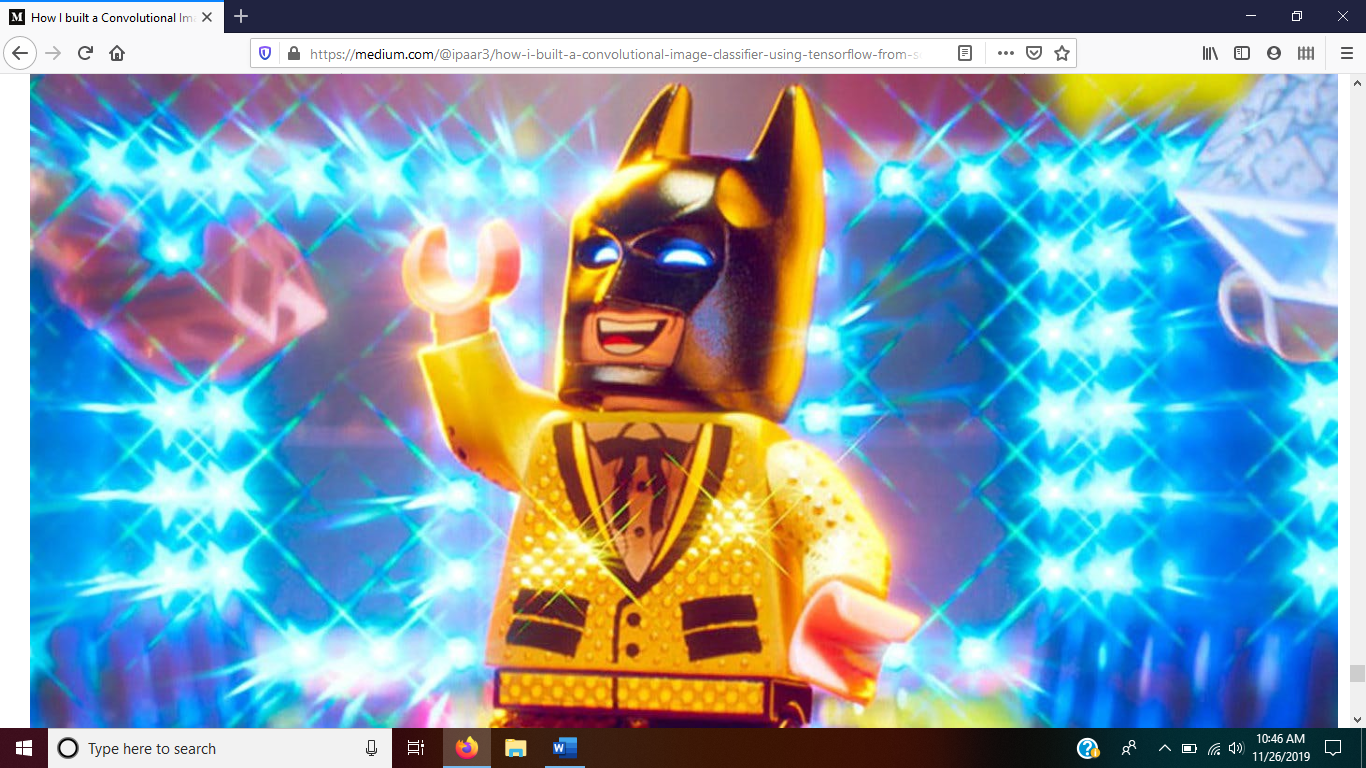 M How I built a Convolutional Im
https://medium.com/@ipaar3/how-i-built-a-convolutional-image-classifier-using-tensorflow-from-s
Type here to search
W
10:46 AM
11/26/2019